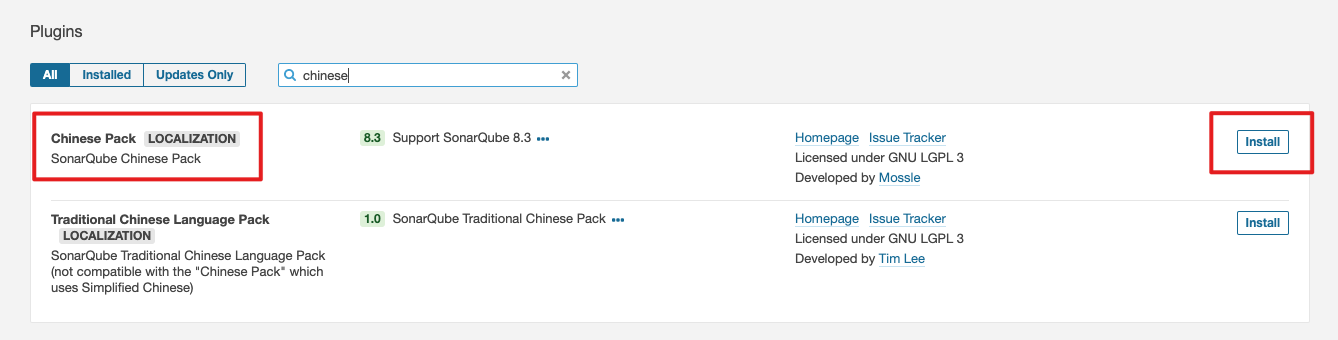 Plugins
All Installed Updates Only chinese
Chinese Pack LOCALIZATION 8.3 Support SonarQube 8.3 Homepage Issue Tracker Install
SonarQube Chinese Pack Licensed under GNU LGPL 3
Developed by Mossle
Traditional Chinese Language Pack 1.0 SonarQube Traditional Chinese Pack Homepage Issue Tracker Install
LOCALIZATION Licensed under GNU LGPL 3
SonarQube Traditional Chinese Language Pack Developed by Tim Lee
(not compatible with the "Chinese Pack" which
uses Simplified Chinese)